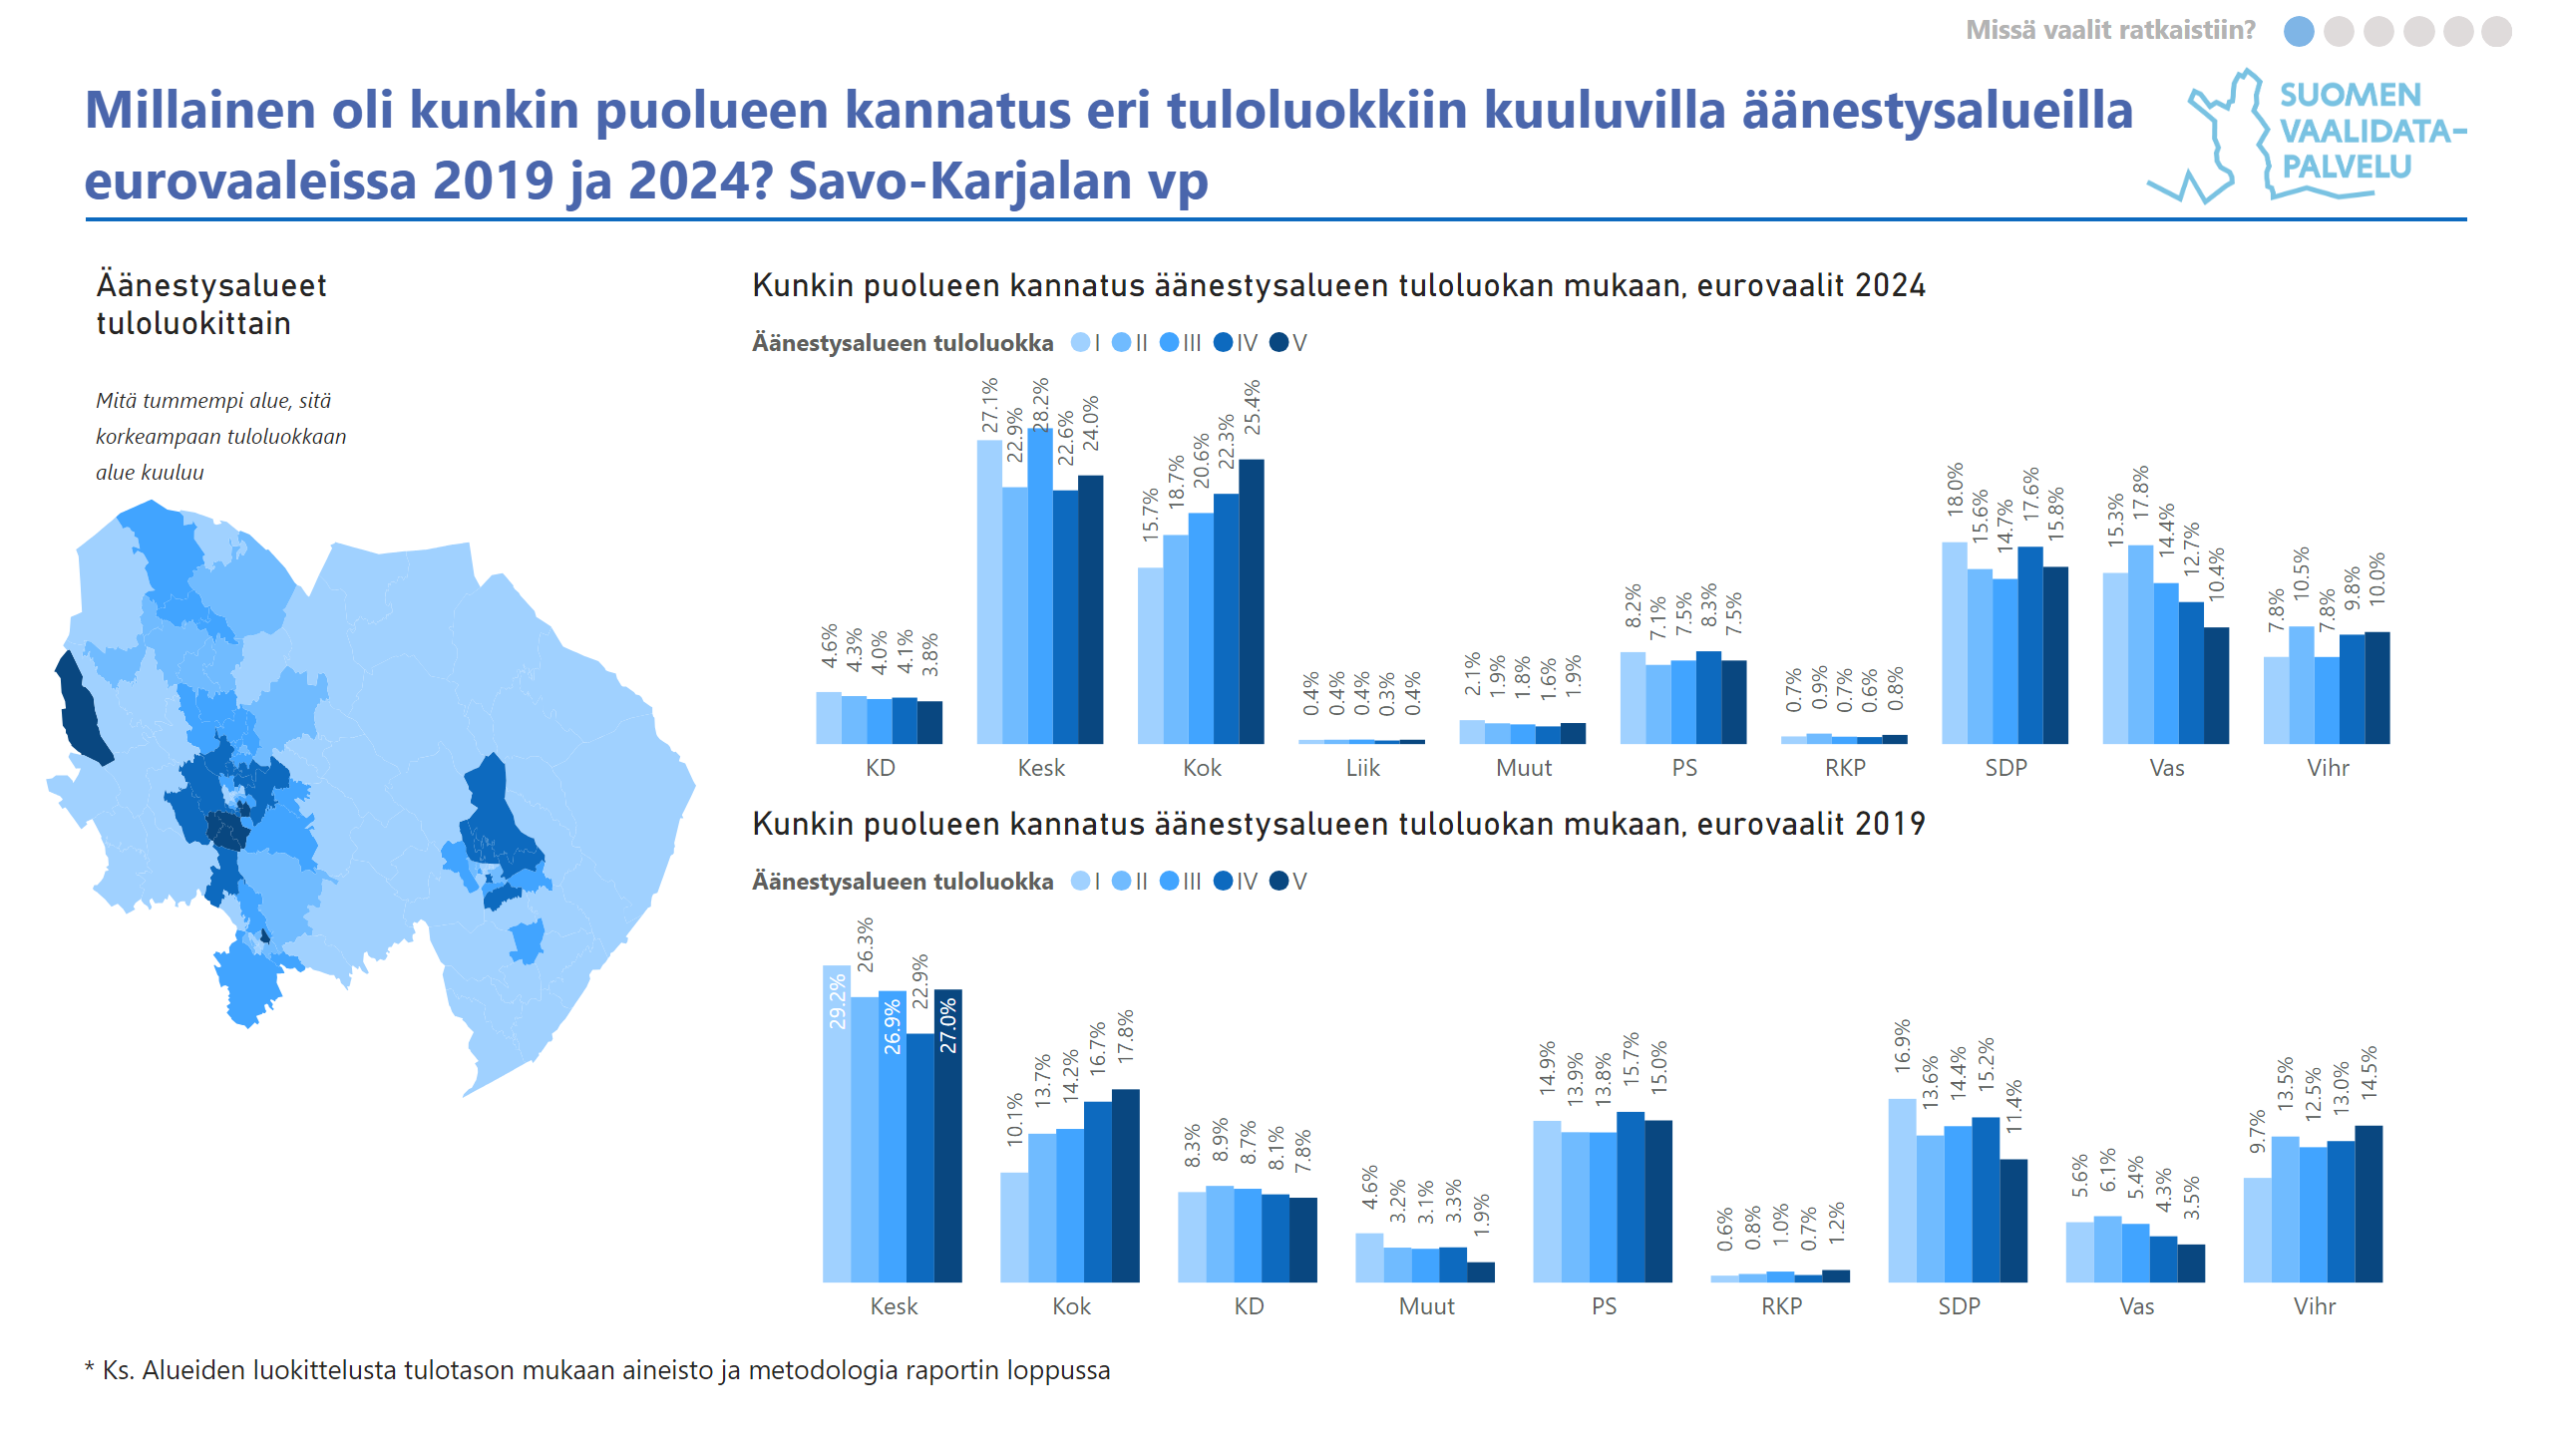 Missä vaalit ratkaistiin?
Millainen oli kunkin puolueen kannatus eri tuloluokkiin kuuluvilla äänestysalueilla
eurovaaleissa 2019 ja 2024? Savo-Karjalan vp
SUOMEN
VAALIDATA-
PALVELU
Äänestysalueet
tuloluokittain
Mitä tummempi alue, sitä
korkeampaan tuloluokkaan
alue kuuluu
Kunkin puolueen kannatus äänestysalueen tuloluokan mukaan, eurovaalit 2024
Äänestysalueen tuloluokka I II III IV V
4.6% 4.3% 4.0% 4.1% 3.8%
27.1% 22.9% 28.2% 22.6% 24.0%
15.7% 18.7% 20.6% 22.3% 25.4%
0.4% 0.4% 0.4% 0.3% 0.4%
2.1% 1.9% 1.8% 1.6% 1.9%
8.2% 7.1% 7.5% 8.3% 7.5%
0.7% 0.9% 0.7% 0.6% 0.8%
18.0% 15.6% 14.7% 17.6% 15.8%
15.3% 17.8% 14.4% 12.7% 10.4%
7.8% 10.5% 7.8% 9.8% 10.0%
KD Kesk Kok Liik Muut PS RKP SDP Vas Vihr
Kunkin puolueen kannatus äänestysalueen tuloluokan mukaan, eurovaalit 2019
Äänestysalueen tuloluokka I II III IV V
29.2% 26.3% 26.9% 22.9% 27.0%
10.1% 13.7% 14.2% 16.7% 17.8%
8.3% 8.9% 8.7% 8.1% 7.8%
4.6% 3.2% 3.1% 3.3% 1.9%
14.9% 13.9% 13.8% 15.7% 15.0%
0.6% 0.8% 1.0% 0.7% 1.2%
16.9% 13.6% 14.4% 15.2% 11.4%
5.6% 6.1% 5.4% 4.3% 3.5%
9.7% 13.5% 12.5% 13.0% 14.5%
Kesk Kok KD Muut PS RKP SDP Vas Vihr
* Ks. Alueiden luokittelusta tulotason mukaan aineisto ja metodologia raportin loppussa